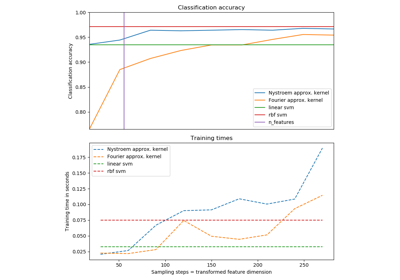 Classification accuracy
1.00
0.95
0.90
0.85
0.80
Classification accuracy
Nystroem approx. kernel
Fourier approx. kernel
linear svm
rbf svm
n_features
Training times
0.175
0.150
0.125
0.100
0.075
0.050
0.025
Training time in seconds
Nystroem approx. kernel
Fourier approx. kernel
linear svm
rbf svm
50 100 150 200 250
Sampling steps = transformed feature dimension